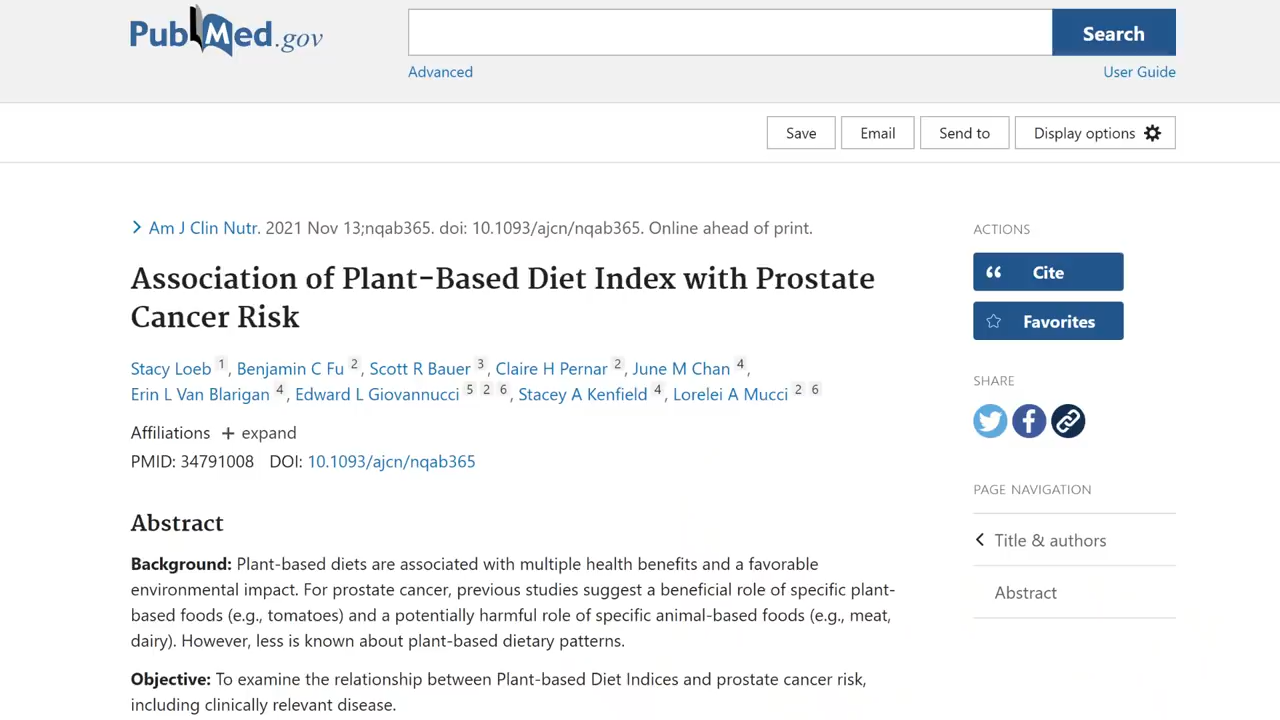 PubMed.gov
Search
Advanced
User Guide
Save
Email
Send to
Display options
Am J Clin Nutr. 2021 Nov 13;nqab365. doi: 10.1093/ajcn/nqab365. Online ahead of print.
Association of Plant-Based Diet Index with Prostate
Cancer Risk
Stacy Loeb 1, Benjamin C Fu 2, Scott R Bauer 3, Claire H Pernar 2, June M Chan 4,
Erin L Van Blarigan 4, Edward L Giovannucci 5 2 6, Stacey A Kenfield 4, Lorelei A Mucci 2 6
Affiliations + expand
PMID: 34791008 DOI: 10.1093/ajcn/nqab365
Abstract
Background: Plant-based diets are associated with multiple health benefits and a favorable
environmental impact. For prostate cancer, previous studies suggest a beneficial role of specific plant-
based foods (e.g., tomatoes) and a potentially harmful role of specific animal-based foods (e.g., meat,
dairy). However, less is known about plant-based dietary patterns.
Objective: To examine the relationship between Plant-based Diet Indices and prostate cancer risk,
including clinically relevant disease.
ACTIONS
Cite
Favorites
SHARE
PAGE NAVIGATION
Title & authors
Abstract